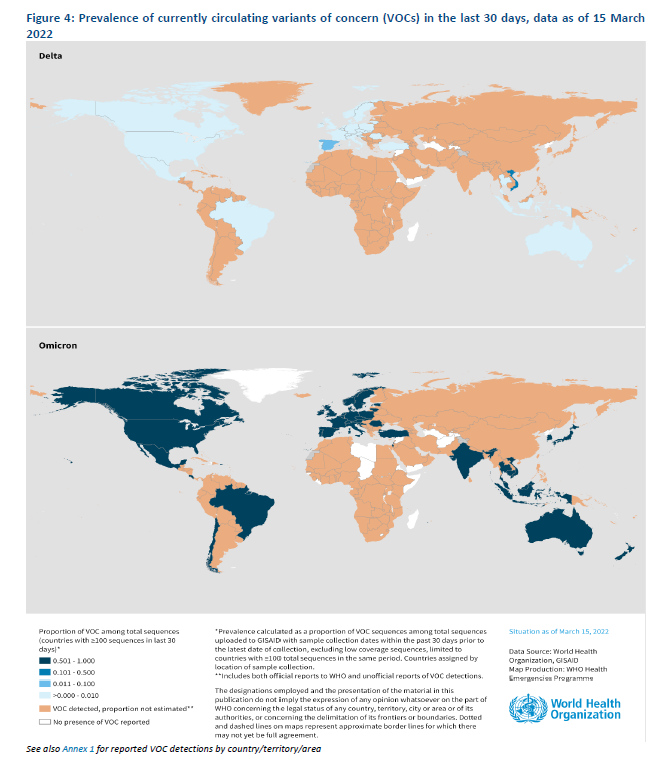 Figure 4: Prevalence of currently circulating variants of concern (VOCs) in the last 30 days, data as of 15 March
2022
Delta
Omicron
Proportion of VOC among total sequences
(countries with ≥100 sequences in last 30
days)*
0.501 - 1.000
0.101 - 0.500
0.011 - 0.100
>0.000 - 0.010
VOC detected, proportion not estimated**
No presence of VOC reported
*Prevalence calculated as a proportion of VOC sequences among total sequences
uploaded to GISAID with sample collection dates within the past 30 days prior to
the latest date of collection, excluding low coverage sequences, limited to
countries with ≥100 total sequences in the same period. Countries assigned by
location of sample collection.
**Includes both official reports to WHO and unofficial reports of VOC detections.
The designations employed and the presentation of the material in this
publication do not imply the expression of any opinion whatsoever on the part of
WHO concerning the legal status of any country, territory, city or area or of its
authorities, or concerning the delimitation of its frontiers or boundaries. Dotted
and dashed lines on maps represent approximate border lines for which there
may not yet be full agreement.
Situation as of March 15, 2022
Data Source: World Health
Organization, GISAID
Map Production: WHO Health
Emergencies Programme
World Health
Organization
See also Annex 1 for reported VOC detections by country/territory/area